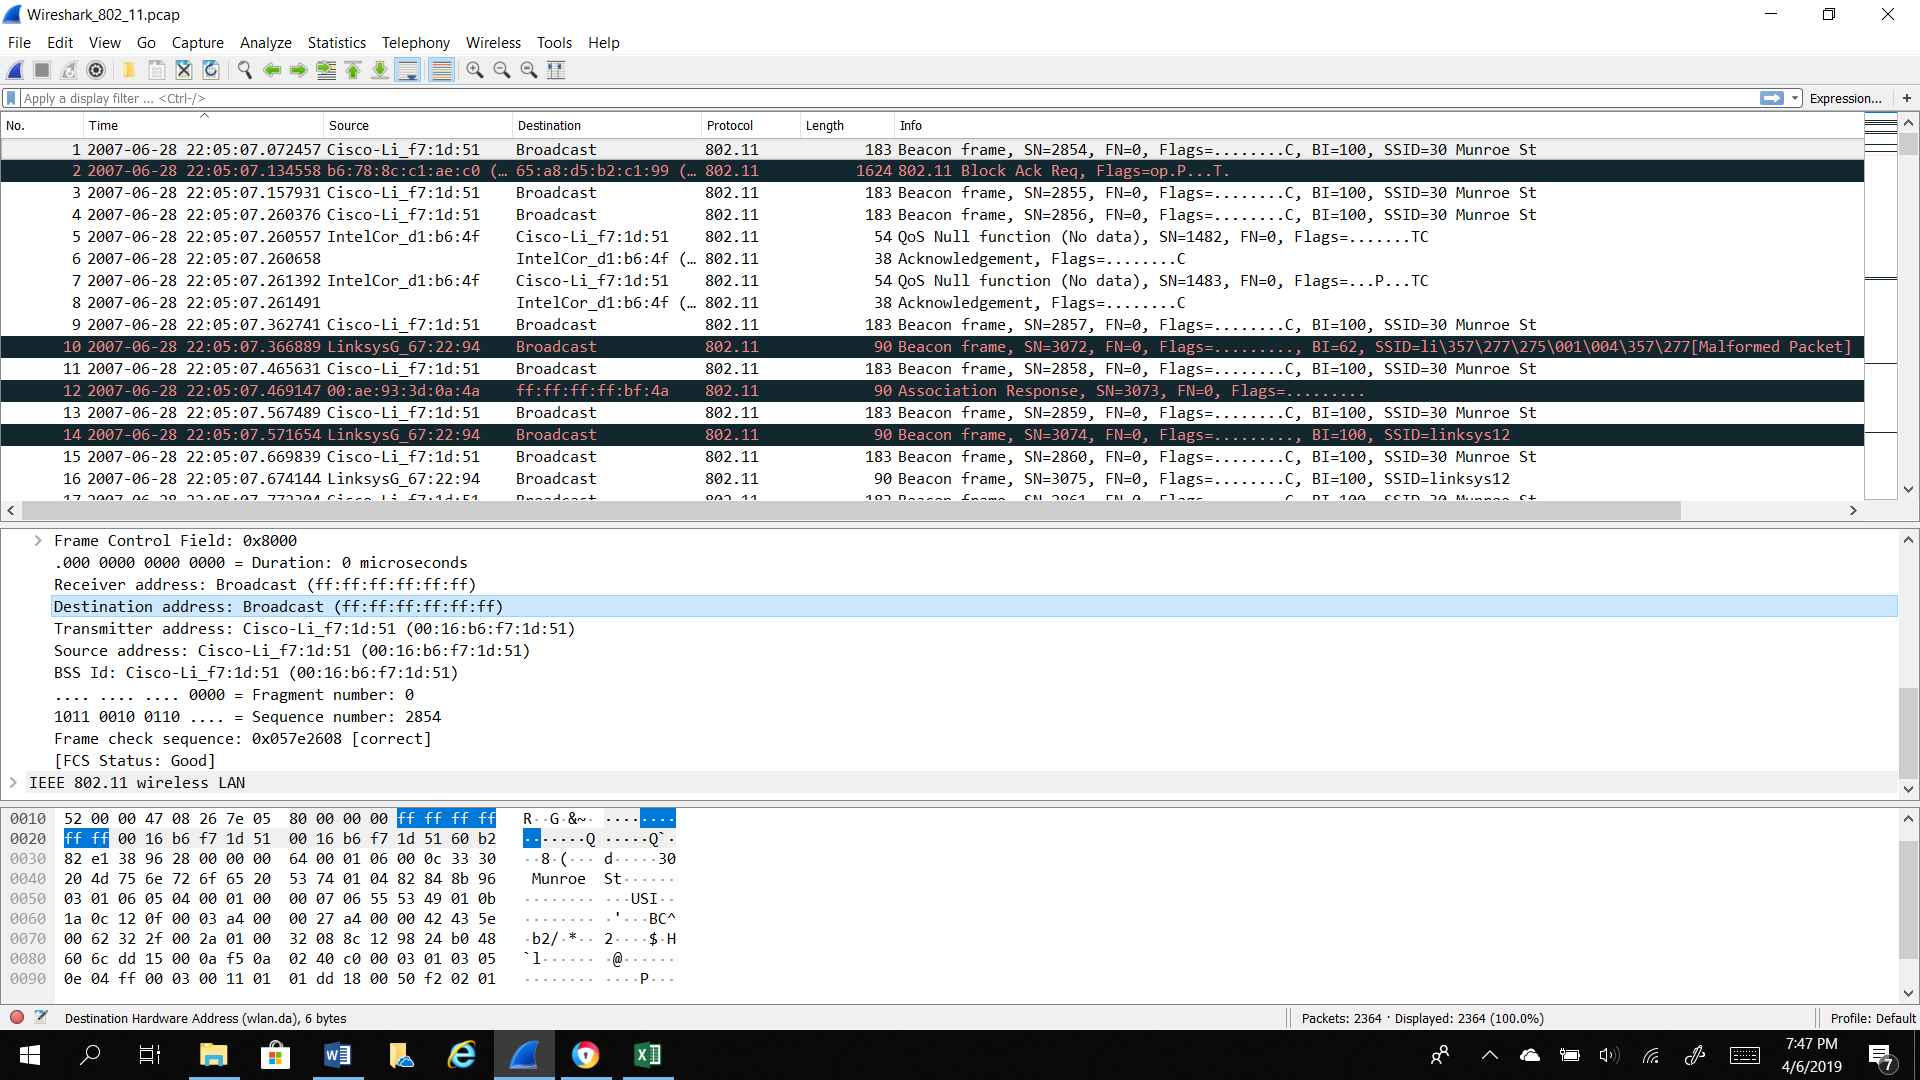 Wireshark_802_11.pcap
File Edit View Go Capture Analyze Statistics Telephony Wireless Tools Help
Apply a display filter ... <Ctrl-/> Expression... +
No. Time Source Destination Protocol Length Info
1 2007-06-28 22:05:07.072457 Cisco-Li_f7:1d:51 Broadcast 802.11 183 Beacon frame, SN=2854, FN=0, Flags=........C, BI=100, SSID=30 Munroe St
2 2007-06-28 22:05:07.134558 b6:78:8c:c1:ae:c0 (… 65:a8:d5:b2:c1:99 (… 802.11 1624 802.11 Block Ack Req, Flags=op.P...T.
3 2007-06-28 22:05:07.157931 Cisco-Li_f7:1d:51 Broadcast 802.11 183 Beacon frame, SN=2855, FN=0, Flags=........C, BI=100, SSID=30 Munroe St
4 2007-06-28 22:05:07.260376 Cisco-Li_f7:1d:51 Broadcast 802.11 183 Beacon frame, SN=2856, FN=0, Flags=........C, BI=100, SSID=30 Munroe St
5 2007-06-28 22:05:07.260557 IntelCor_d1:b6:4f Cisco-Li_f7:1d:51 802.11 54 QoS Null function (No data), SN=1482, FN=0, Flags=.......TC
6 2007-06-28 22:05:07.260658 IntelCor_d1:b6:4f (… 802.11 38 Acknowledgement, Flags=........C
7 2007-06-28 22:05:07.261392 IntelCor_d1:b6:4f Cisco-Li_f7:1d:51 802.11 54 QoS Null function (No data), SN=1483, FN=0, Flags=...P...TC
8 2007-06-28 22:05:07.261491 IntelCor_d1:b6:4f (… 802.11 38 Acknowledgement, Flags=........C
9 2007-06-28 22:05:07.362741 Cisco-Li_f7:1d:51 Broadcast 802.11 183 Beacon frame, SN=2857, FN=0, Flags=........C, BI=100, SSID=30 Munroe St
10 2007-06-28 22:05:07.366889 LinksysG_67:22:94 Broadcast 802.11 90 Beacon frame, SN=3072, FN=0, Flags=........., BI=62, SSID=li\357\277\275\001\004\357\277[Malformed Packet]
11 2007-06-28 22:05:07.465631 Cisco-Li_f7:1d:51 Broadcast 802.11 183 Beacon frame, SN=2858, FN=0, Flags=........C, BI=100, SSID=30 Munroe St
12 2007-06-28 22:05:07.469147 00:ae:93:3d:0a:4a ff:ff:ff:ff:bf:4a 802.11 90 Association Response, SN=3073, FN=0, Flags=.........
13 2007-06-28 22:05:07.567489 Cisco-Li_f7:1d:51 Broadcast 802.11 183 Beacon frame, SN=2859, FN=0, Flags=........C, BI=100, SSID=30 Munroe St
14 2007-06-28 22:05:07.571654 LinksysG_67:22:94 Broadcast 802.11 90 Beacon frame, SN=3074, FN=0, Flags=........., BI=100, SSID=linksys12
15 2007-06-28 22:05:07.669839 Cisco-Li_f7:1d:51 Broadcast 802.11 183 Beacon frame, SN=2860, FN=0, Flags=........C, BI=100, SSID=30 Munroe St
16 2007-06-28 22:05:07.674144 LinksysG_67:22:94 Broadcast 802.11 90 Beacon frame, SN=3075, FN=0, Flags=........C, BI=100, SSID=linksys12
Frame Control Field: 0x8000
.000 0000 0000 0000 = Duration: 0 microseconds
Receiver address: Broadcast (ff:ff:ff:ff:ff:ff)
Destination address: Broadcast (ff:ff:ff:ff:ff:ff)
Transmitter address: Cisco-Li_f7:1d:51 (00:16:b6:f7:1d:51)
Source address: Cisco-Li_f7:1d:51 (00:16:b6:f7:1d:51)
BSS Id: Cisco-Li_f7:1d:51 (00:16:b6:f7:1d:51)
.... .... .... 0000 = Fragment number: 0
1011 0010 0110 .... = Sequence number: 2854
Frame check sequence: 0x057e2608 [correct]
[FCS Status: Good]
IEEE 802.11 wireless LAN
0010 52 00 00 47 08 26 7e 05 80 00 00 00 ff ff ff ff R··G·&~· ········
0020 ff ff 00 16 b6 f7 1d 51 00 16 b6 f7 1d 51 60 b2 ·······Q ·····Q`·
0030 82 e1 38 96 28 00 00 00 64 00 01 06 00 0c 33 30 ··8·(··· d·····30
0040 20 4d 75 6e 72 6f 65 20 53 74 01 04 82 84 8b 96 Munroe St······
0050 03 01 06 05 04 00 01 00 00 07 06 55 53 49 01 0b ········ ···USI··
0060 1a 0c 12 0f 00 03 a4 00 00 27 a4 00 00 42 43 5e ········ ·'···BC^
0070 00 62 32 2f 00 2a 01 00 32 08 8c 12 98 24 b0 48 ·b2/·*·· 2····$·H
0080 60 6c dd 15 00 0a f5 0a 02 40 c0 00 03 01 03 05 `l······ ·@······
0090 0e 04 ff 00 03 00 11 01 01 dd 18 00 50 f2 02 01 ········ ····P···
Destination Hardware Address (wlan.da), 6 bytes Packets: 2364 · Displayed: 2364 (100.0%) Profile: Default
7:47 PM
4/6/2019
7